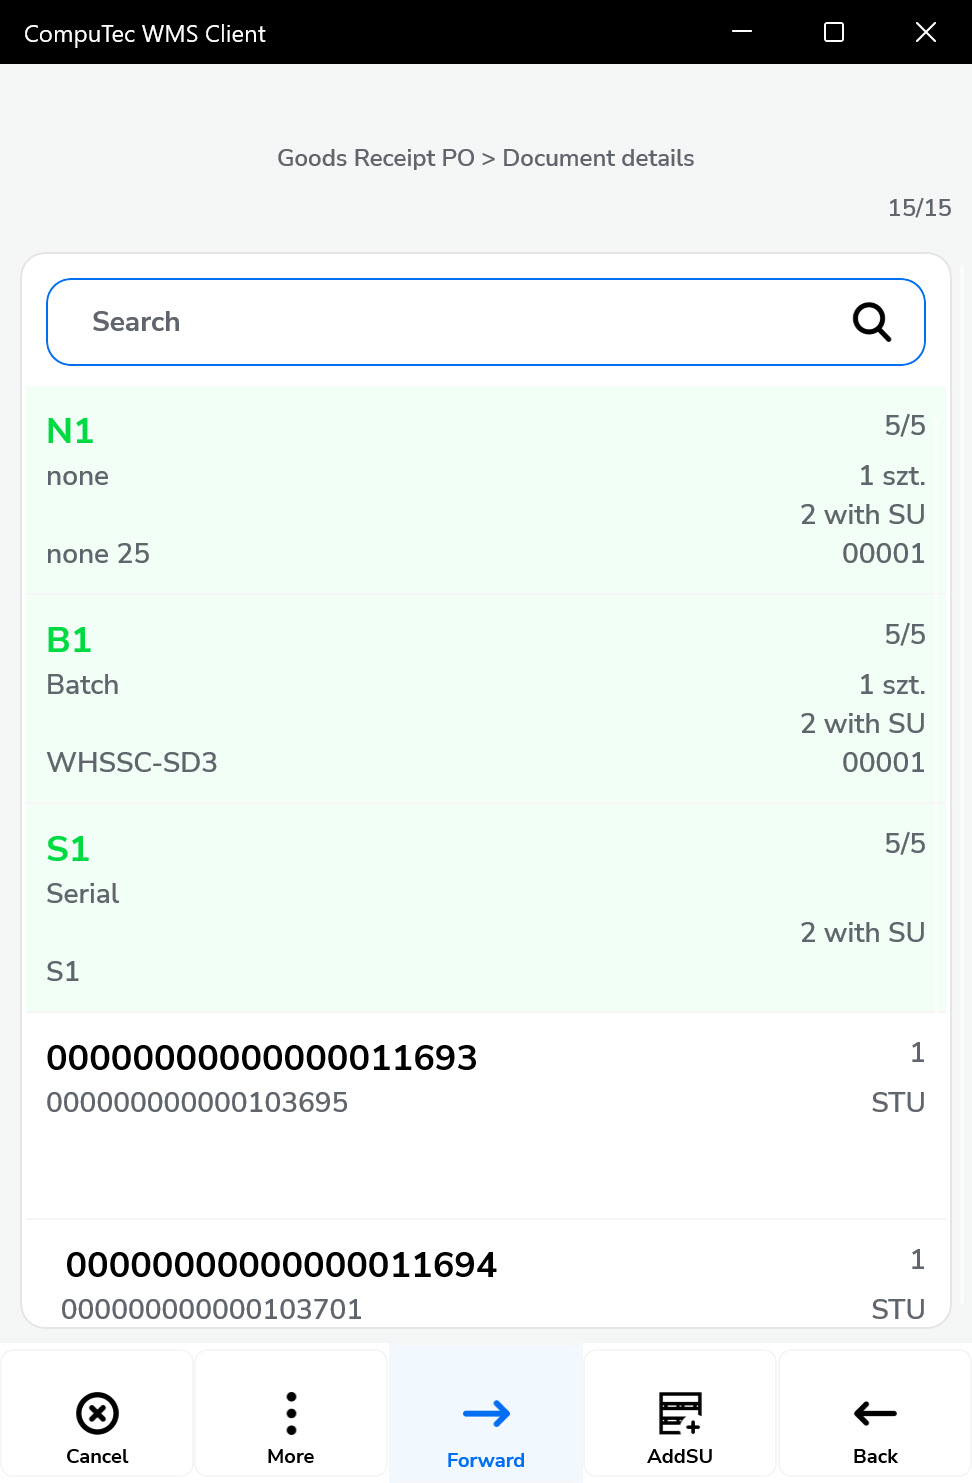 CompuTec WMS Client
Goods Receipt PO > Document details
15/15
Search
N1 5/5
none 1 szt.
2 with SU
none 25 00001
B1 5/5
Batch 1 szt.
2 with SU
WHSSC-SD3 00001
S1 5/5
Serial
2 with SU
S1
00000000000000011693 1
000000000000103695 STU
00000000000000011694 1
000000000000103701 STU
Cancel More Forward AddSU Back